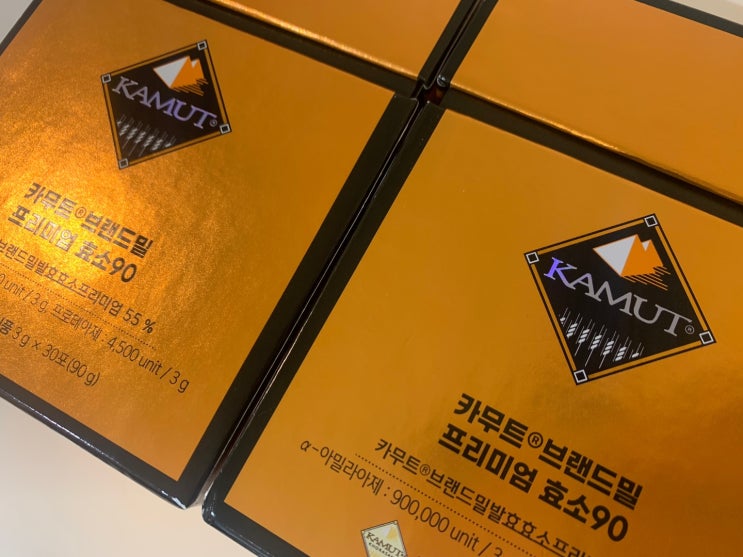 KAMUT®
카무트®브랜드밀
프리미엄 효소90
브랜드밀발효효소프리미엄 55 %
unit / 3 g, 프로테아제 : 4,500 unit / 3 g
3 g × 30포(90 g)
KAMUT®
카무트®브랜드밀
프리미엄 효소90
카무트®브랜드밀발효효소프리
α-아밀라아제 : 900,000 unit / 3
KAMUT